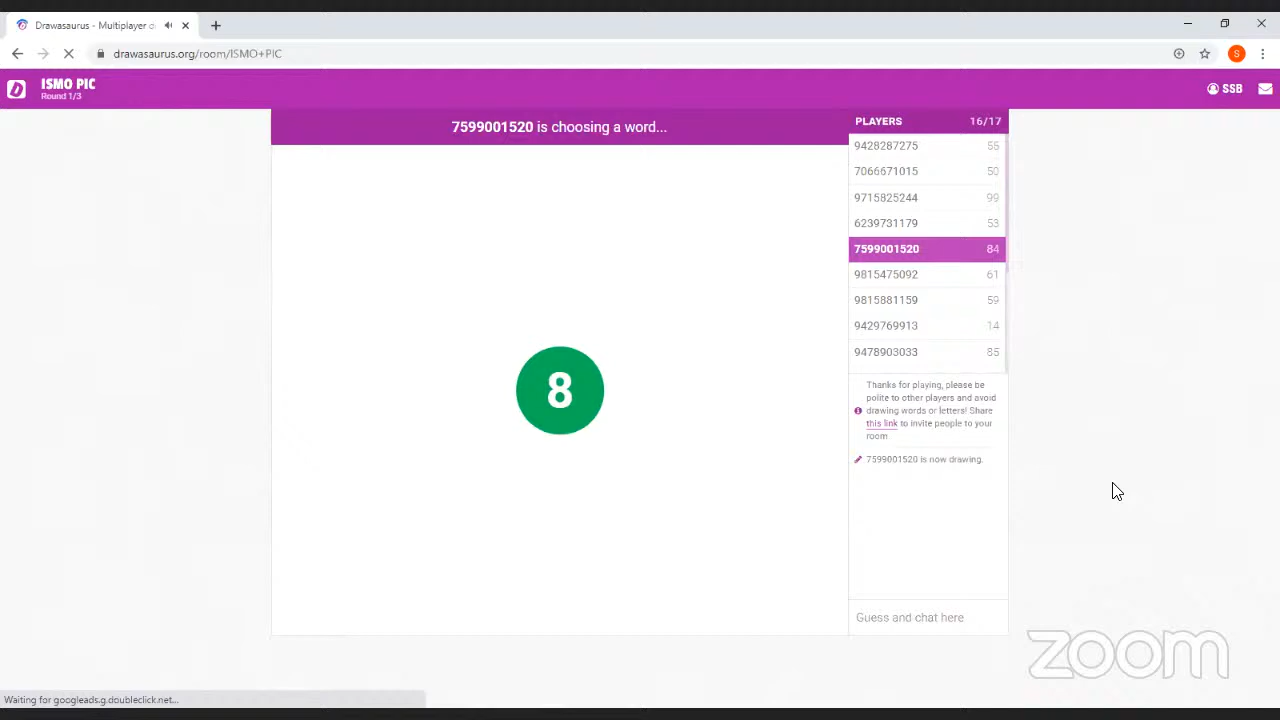 Drawasaurus - Multiplayer d
drawasaurus.org/room/ISMO+PIC
S
ISMO PIC
Round 1/3
SSB
7599001520 is choosing a word...
PLAYERS 16/17
9428287275 55
7066671015 50
9715825244 99
6239731179 53
7599001520 84
9815475092 61
9815881159 59
9429769913 14
9478903033 85
8
Thanks for playing, please be
polite to other players and avoid
drawing words or letters! Share
this link to invite people to your
room
7599001520 is now drawing.
Guess and chat here
zoom
Waiting for googleads.g.doubleclick.net...